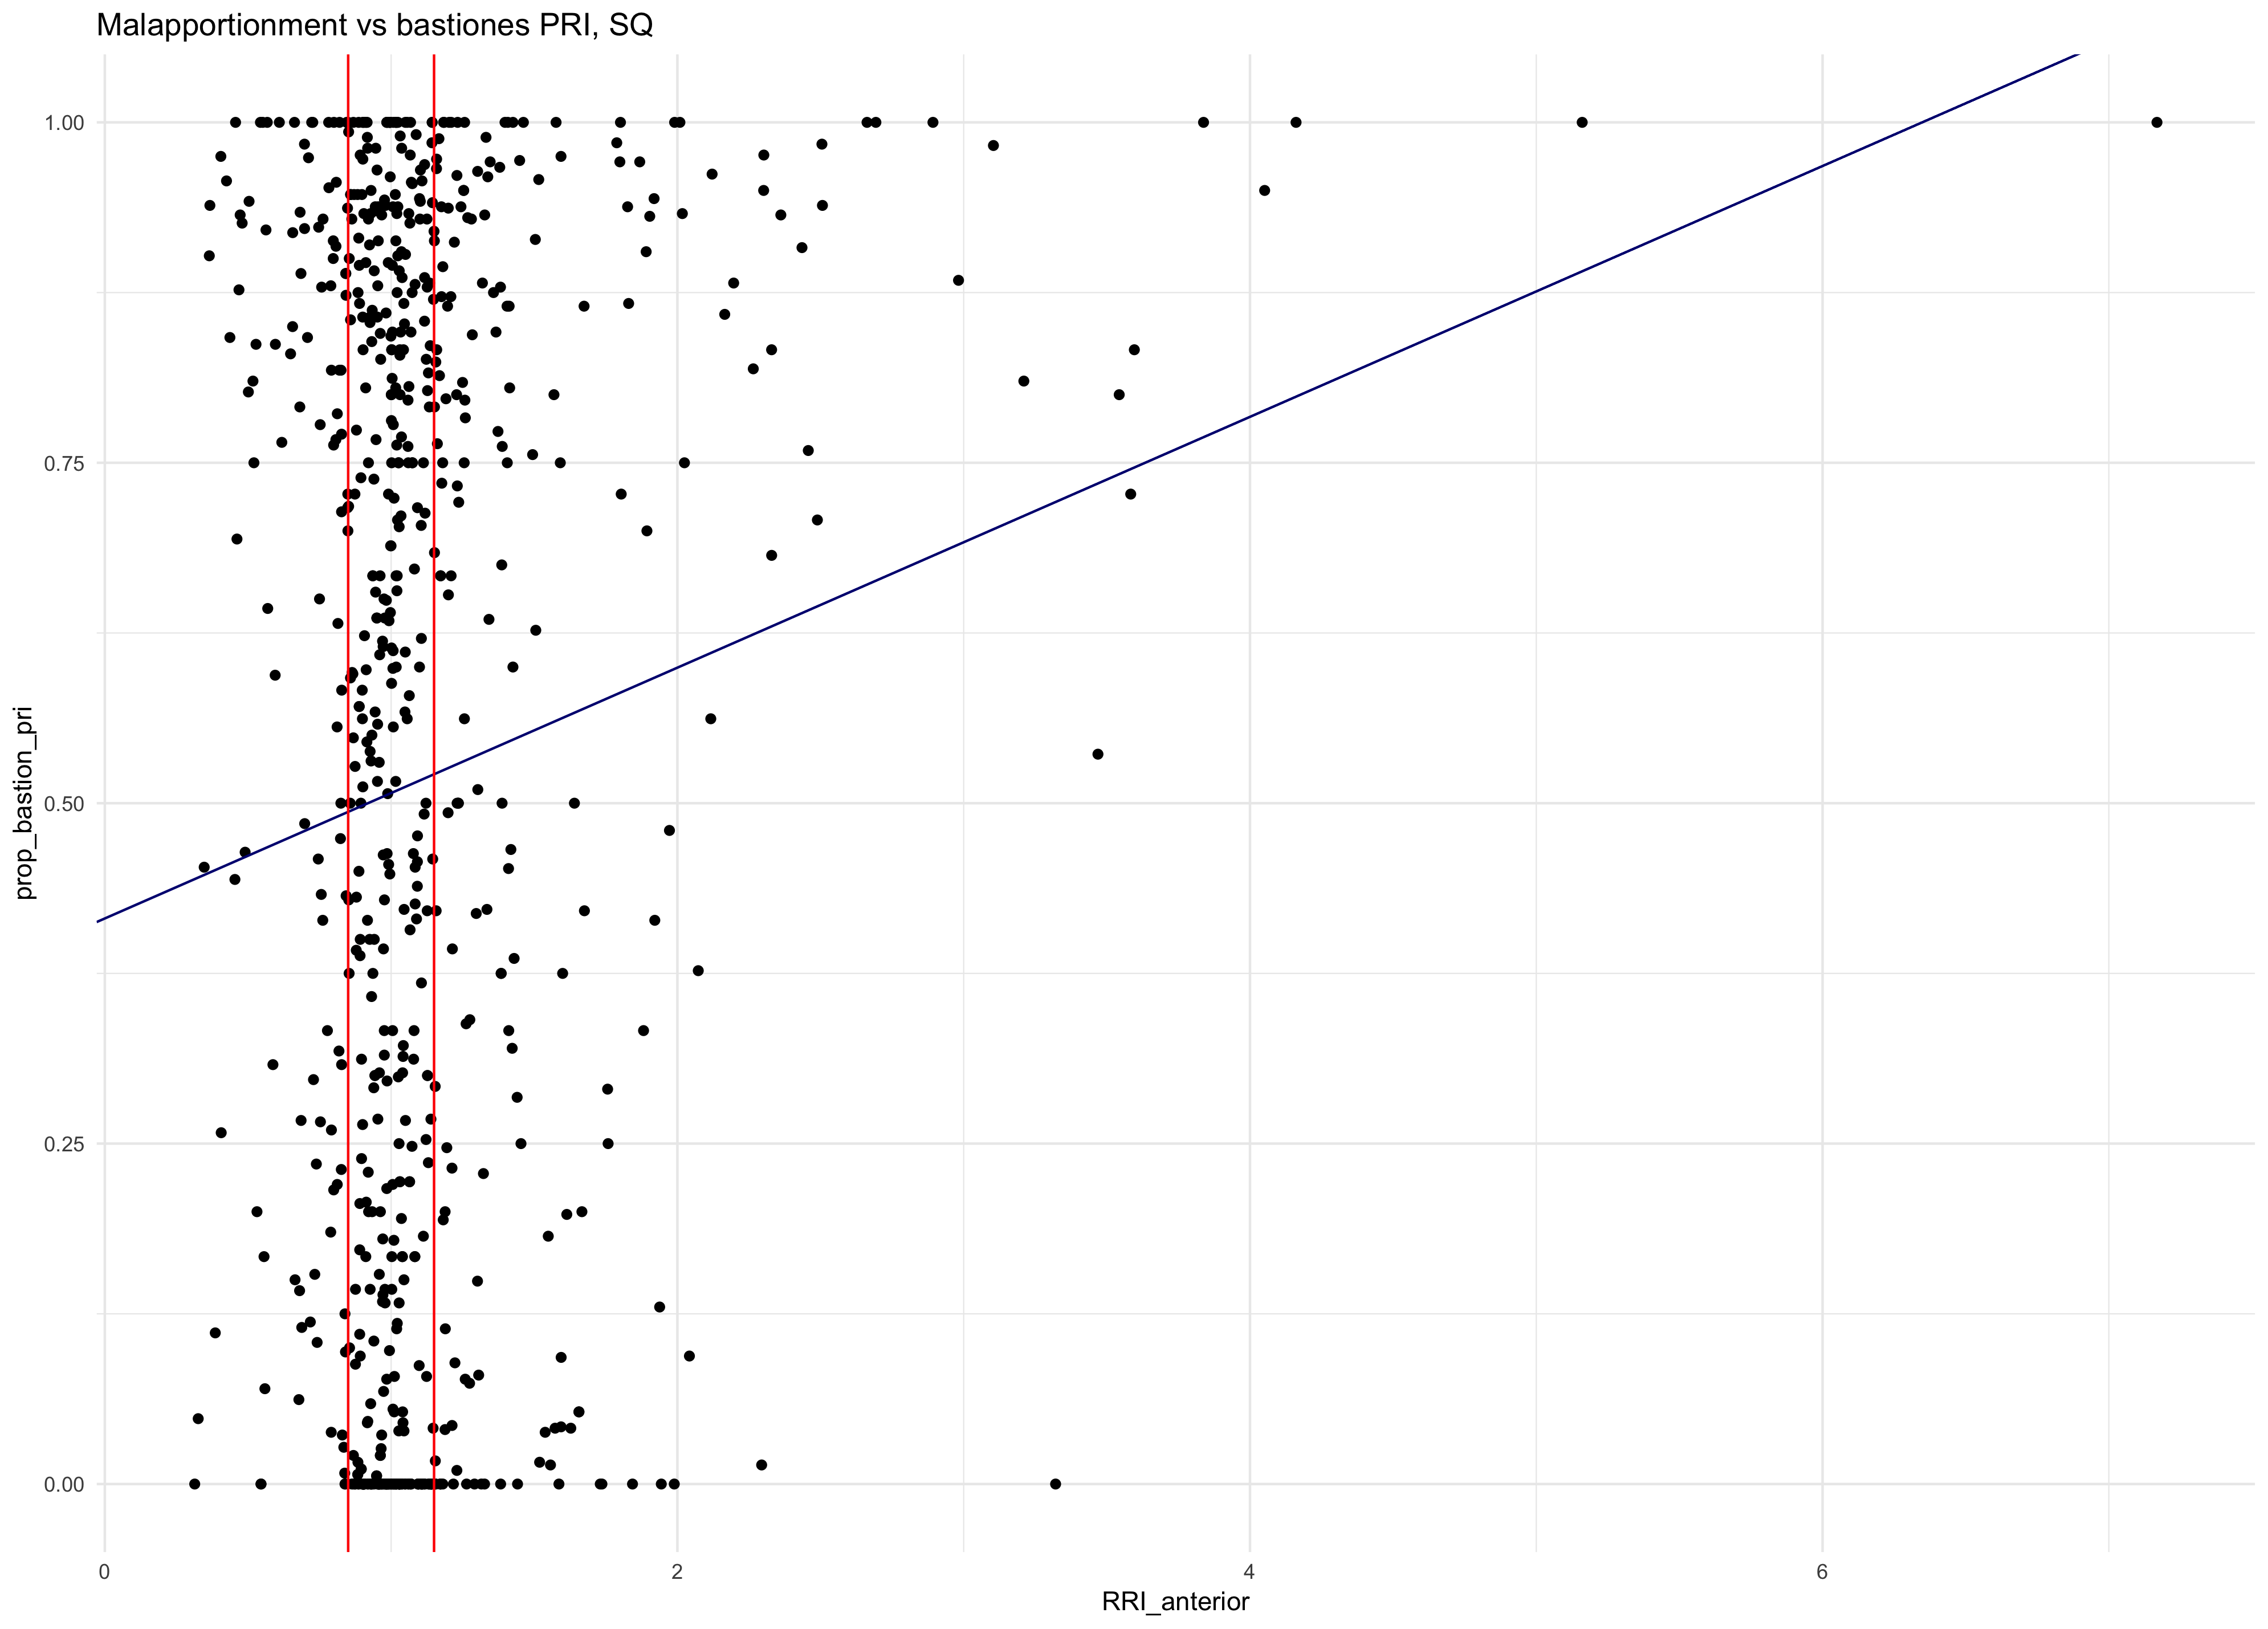 Malapportionment vs bastiones PRI, SQ
1.00
0.75
0.50
0.25
0.00
prop_bastion_pri
0 2 4 6
RRI_anterior